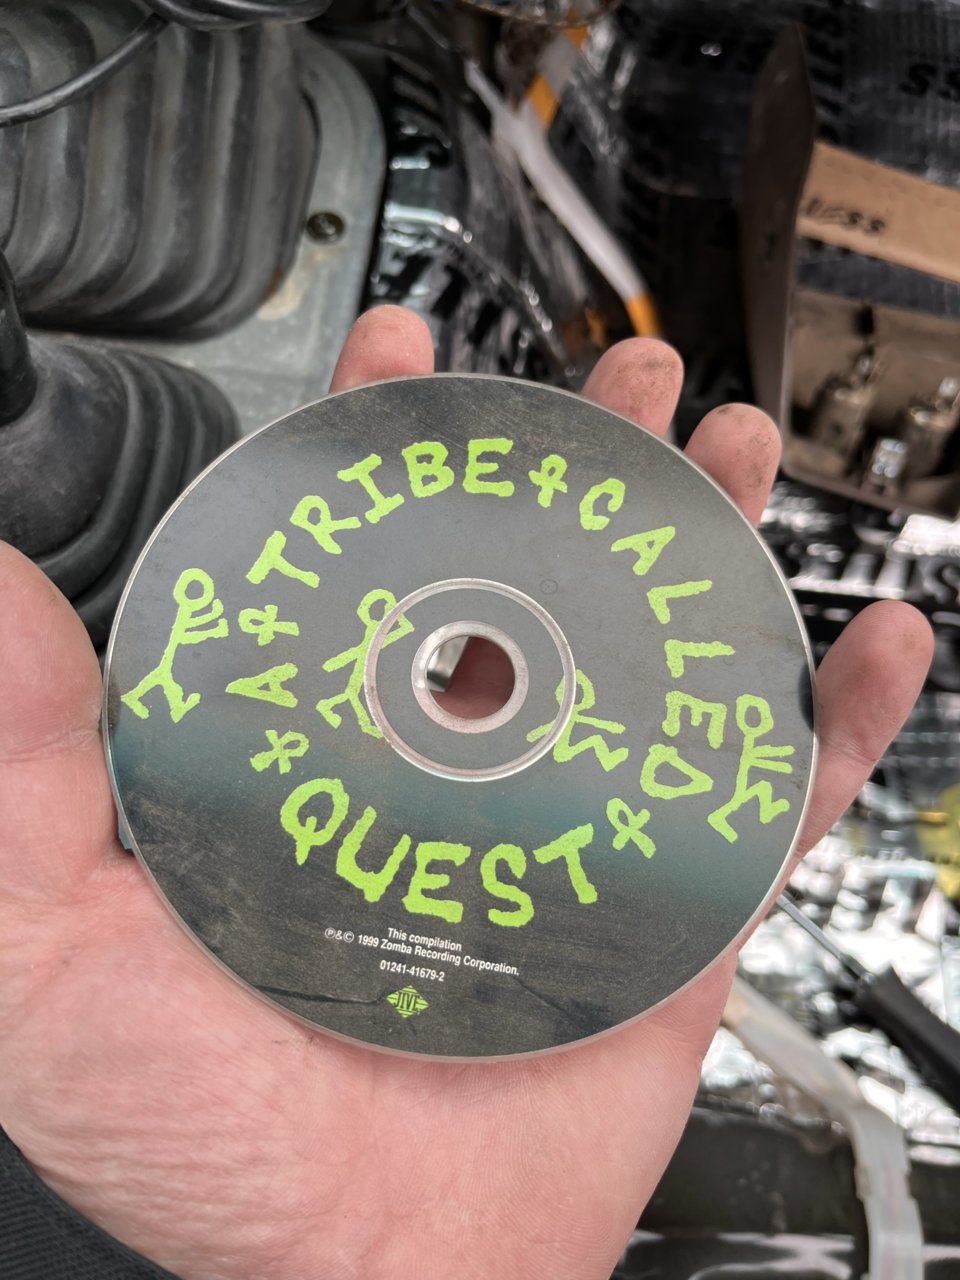 A TRIBE CALLED
QUEST
This compilation
℗&© 1999 Zomba Recording Corporation.
01241-41679-2
JIVE